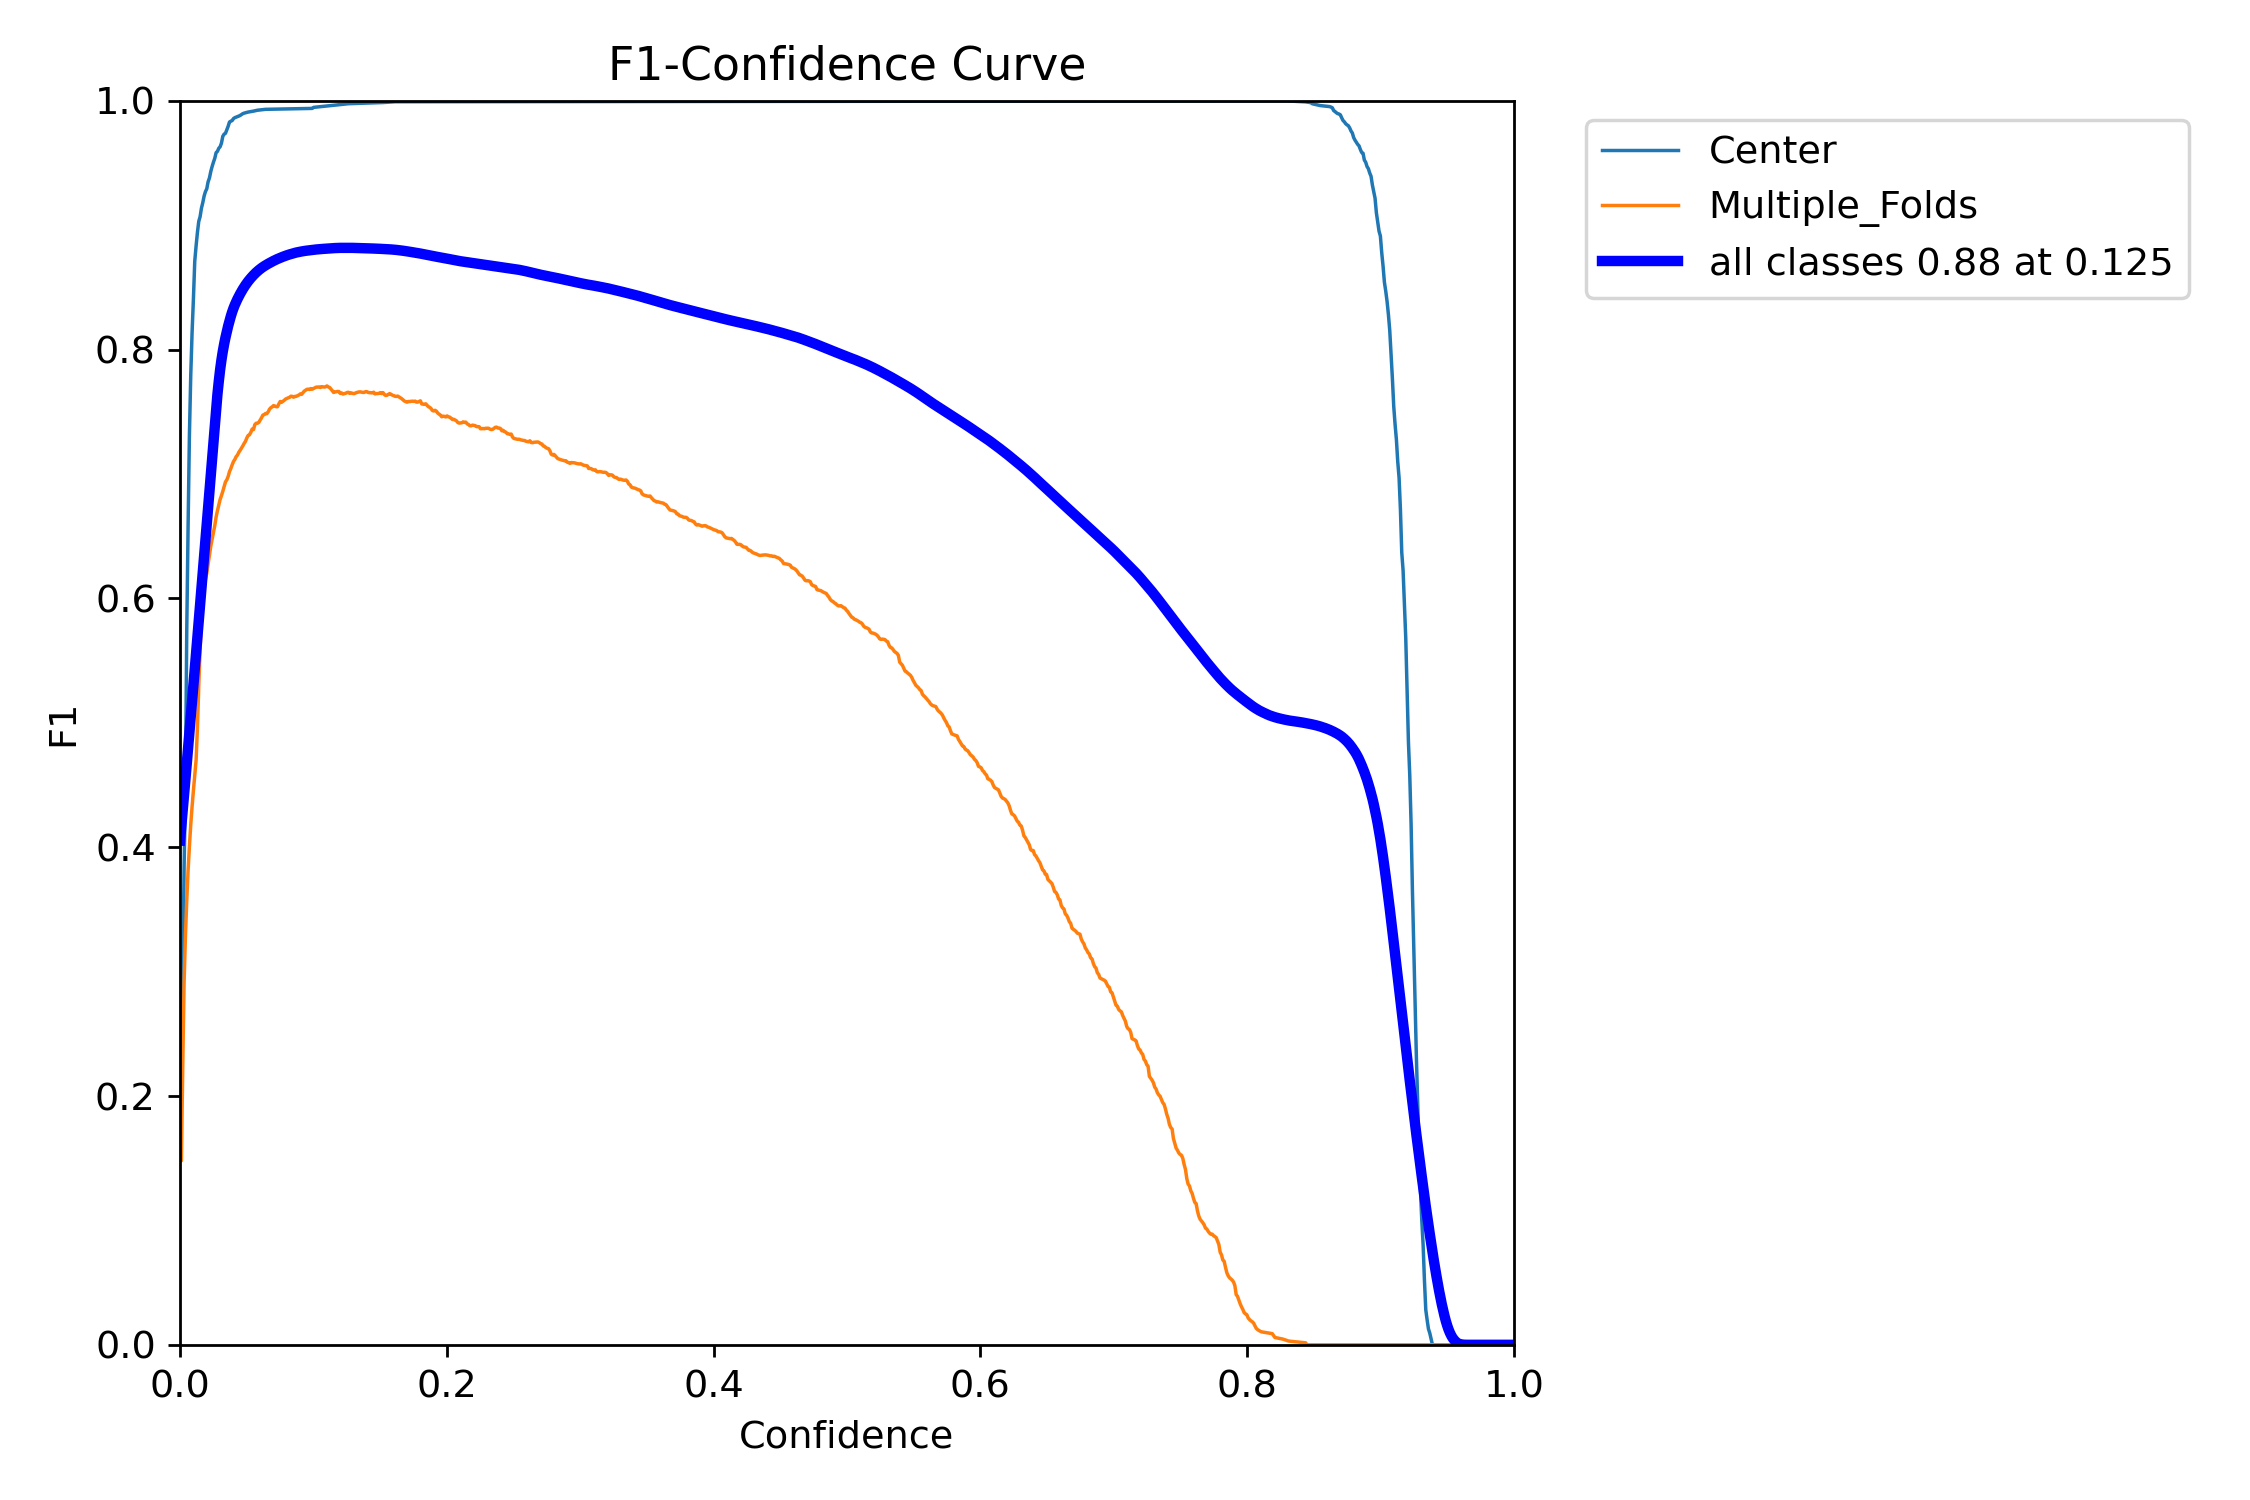 F1-Confidence Curve
1.0
0.8
0.6
0.4
0.2
0.0
F1
0.0 0.2 0.4 0.6 0.8 1.0
Confidence
Center
Multiple_Folds
all classes 0.88 at 0.125